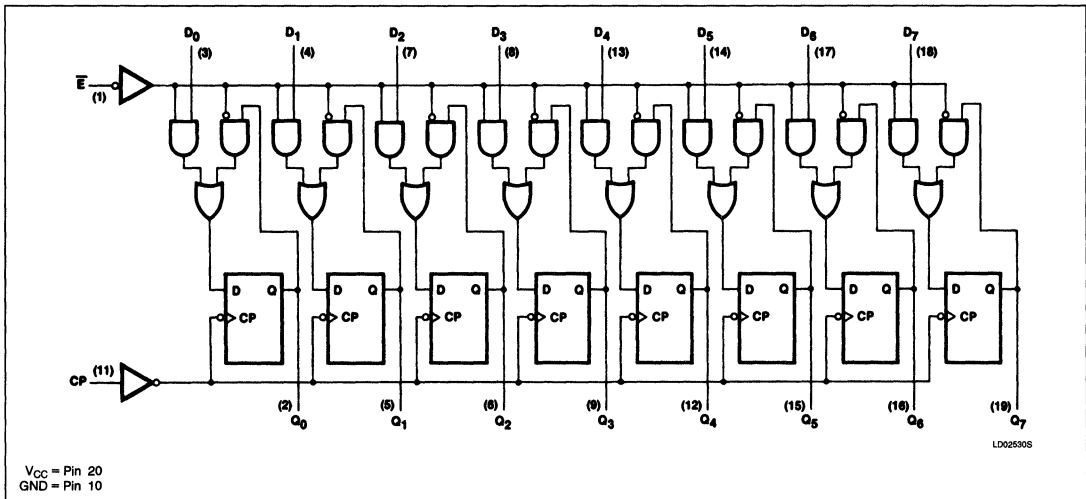 D0 D1 D2 D3 D4 D5 D6 D7
(3) (4) (7) (8) (13) (14) (17) (18)
E̅
(1)
D Q D Q D Q D Q D Q D Q D Q D Q
CP CP CP CP CP CP CP CP
CP (11)
(2) (5) (6) (9) (12) (15) (16) (19)
Q0 Q1 Q2 Q3 Q4 Q5 Q6 Q7
LD02530S
VCC = Pin 20
GND = Pin 10